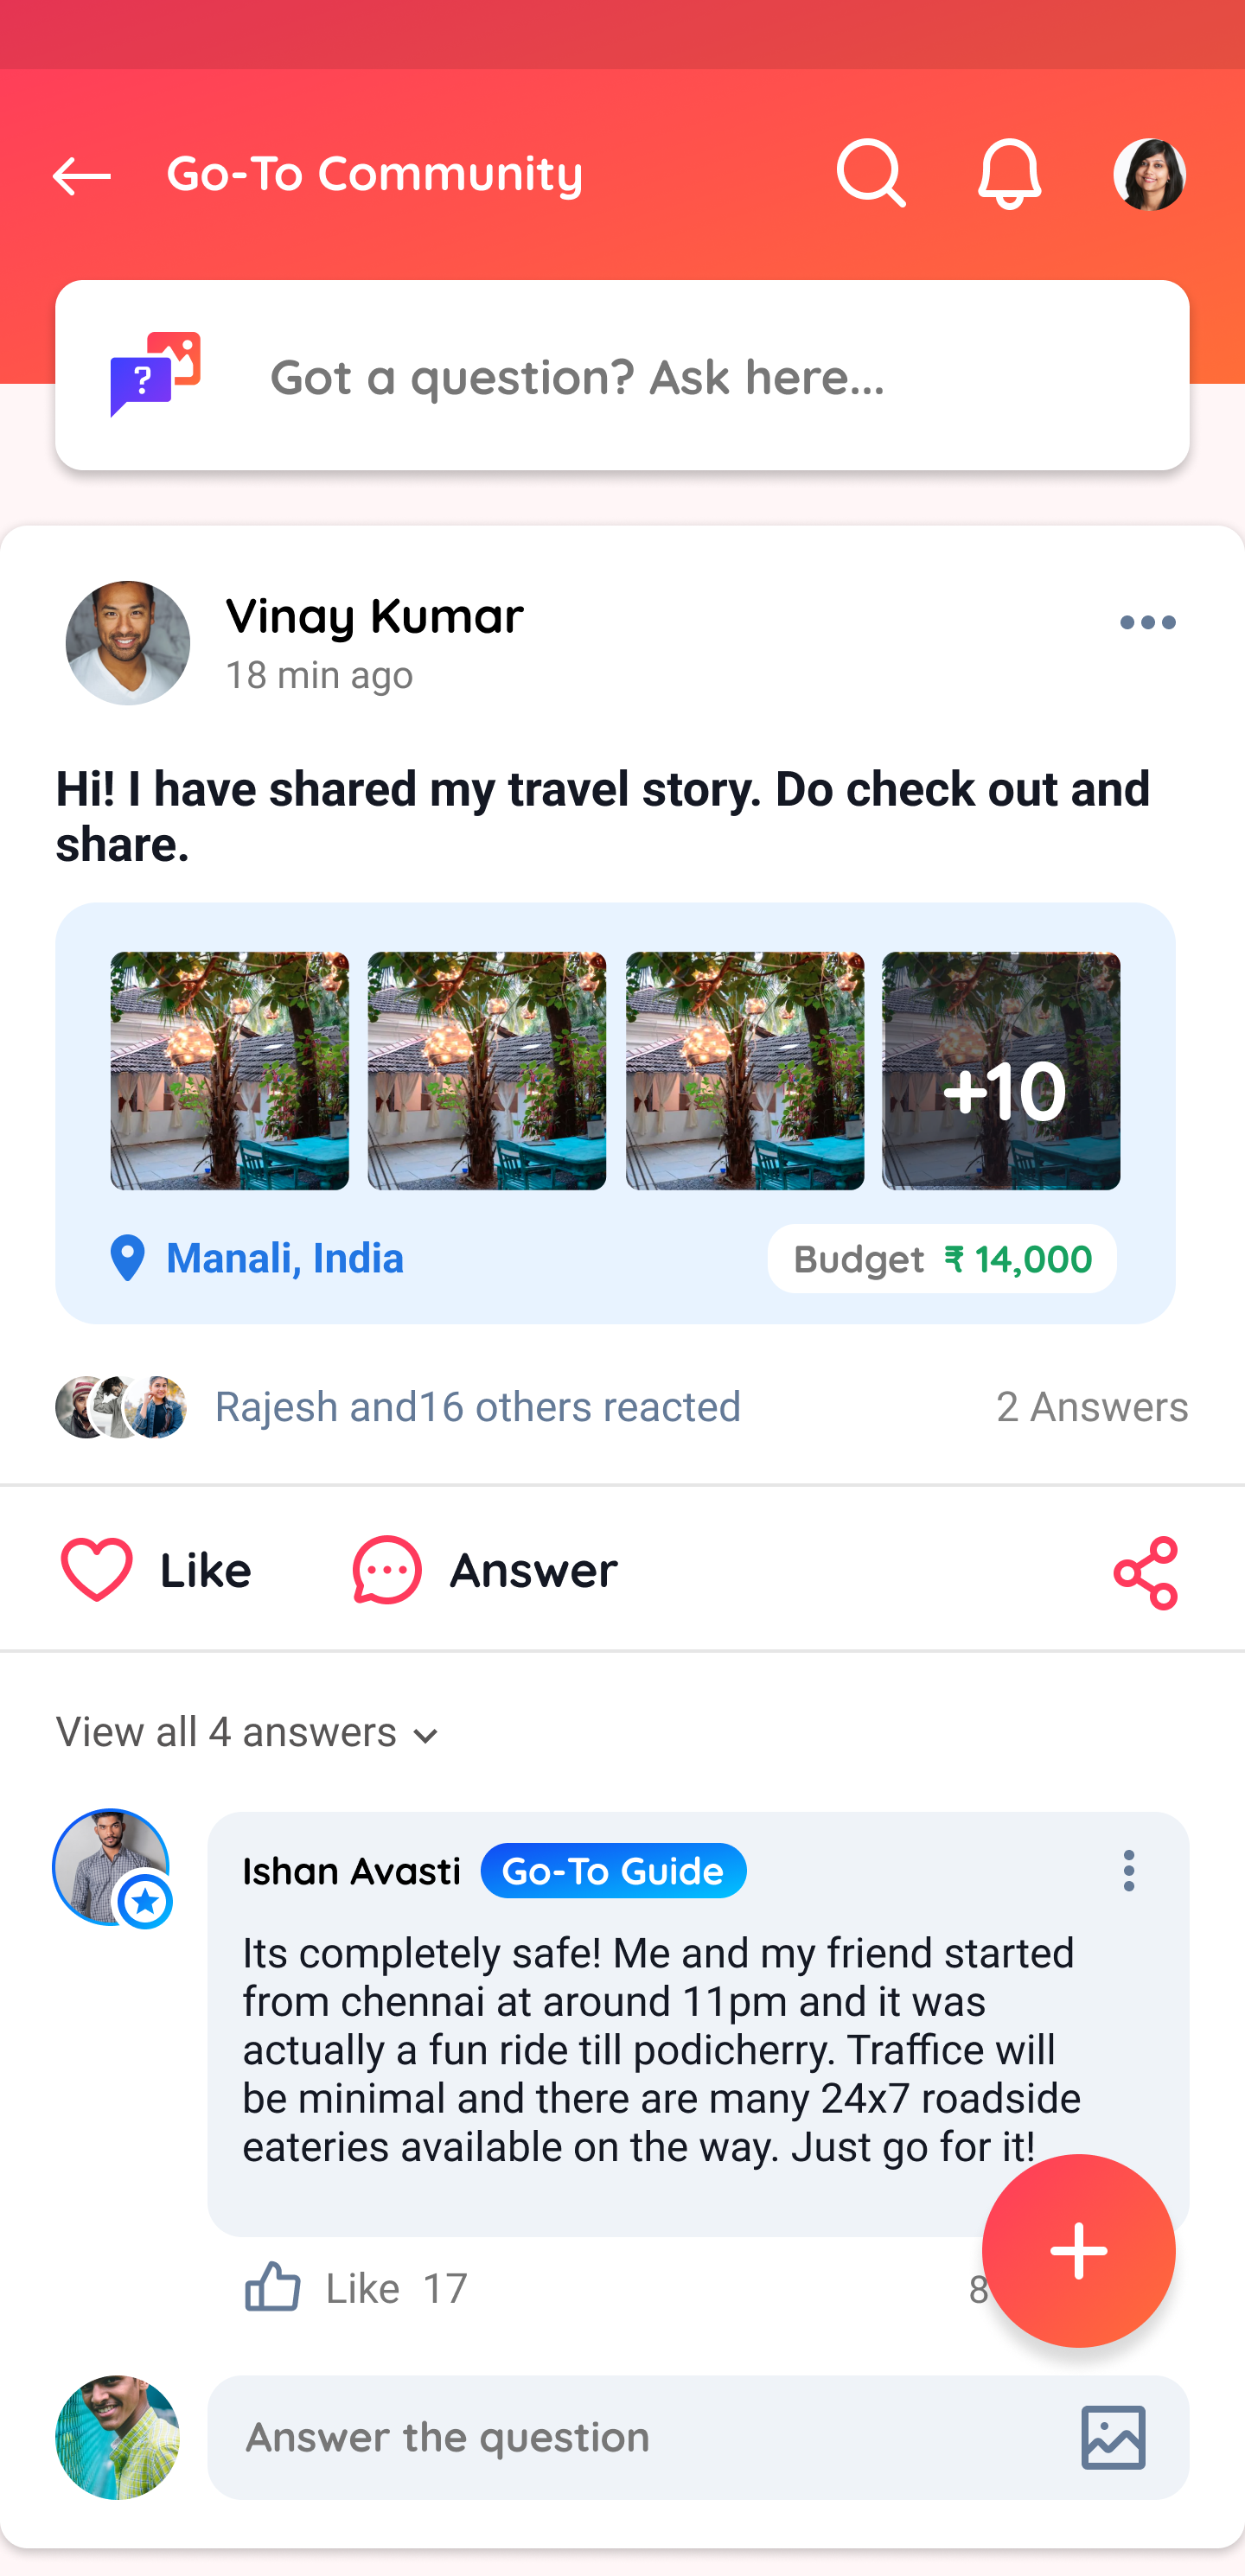 Go-To Community
?
Got a question? Ask here...
Vinay Kumar
18 min ago
Hi! I have shared my travel story. Do check out and
share.
+10
Manali, India
Budget ₹ 14,000
Rajesh and16 others reacted
2 Answers
Like
Answer
View all 4 answers
Ishan Avasti
Go-To Guide
Its completely safe! Me and my friend started
from chennai at around 11pm and it was
actually a fun ride till podicherry. Traffice will
be minimal and there are many 24x7 roadside
eateries available on the way. Just go for it!
Like 17
8
Answer the question